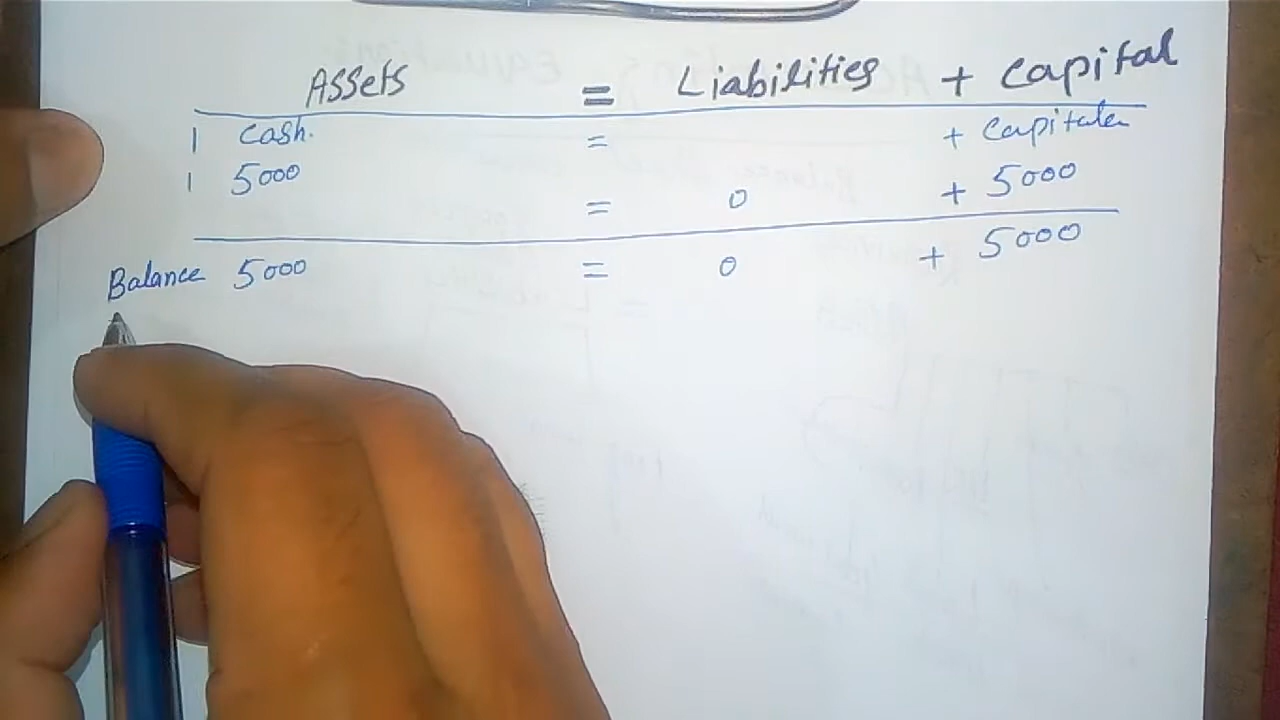 Assets = Liabilities + Capital
1 Cash. = + Capital
1 5000 = 0 + 5000
Balance 5000 = 0 + 5000